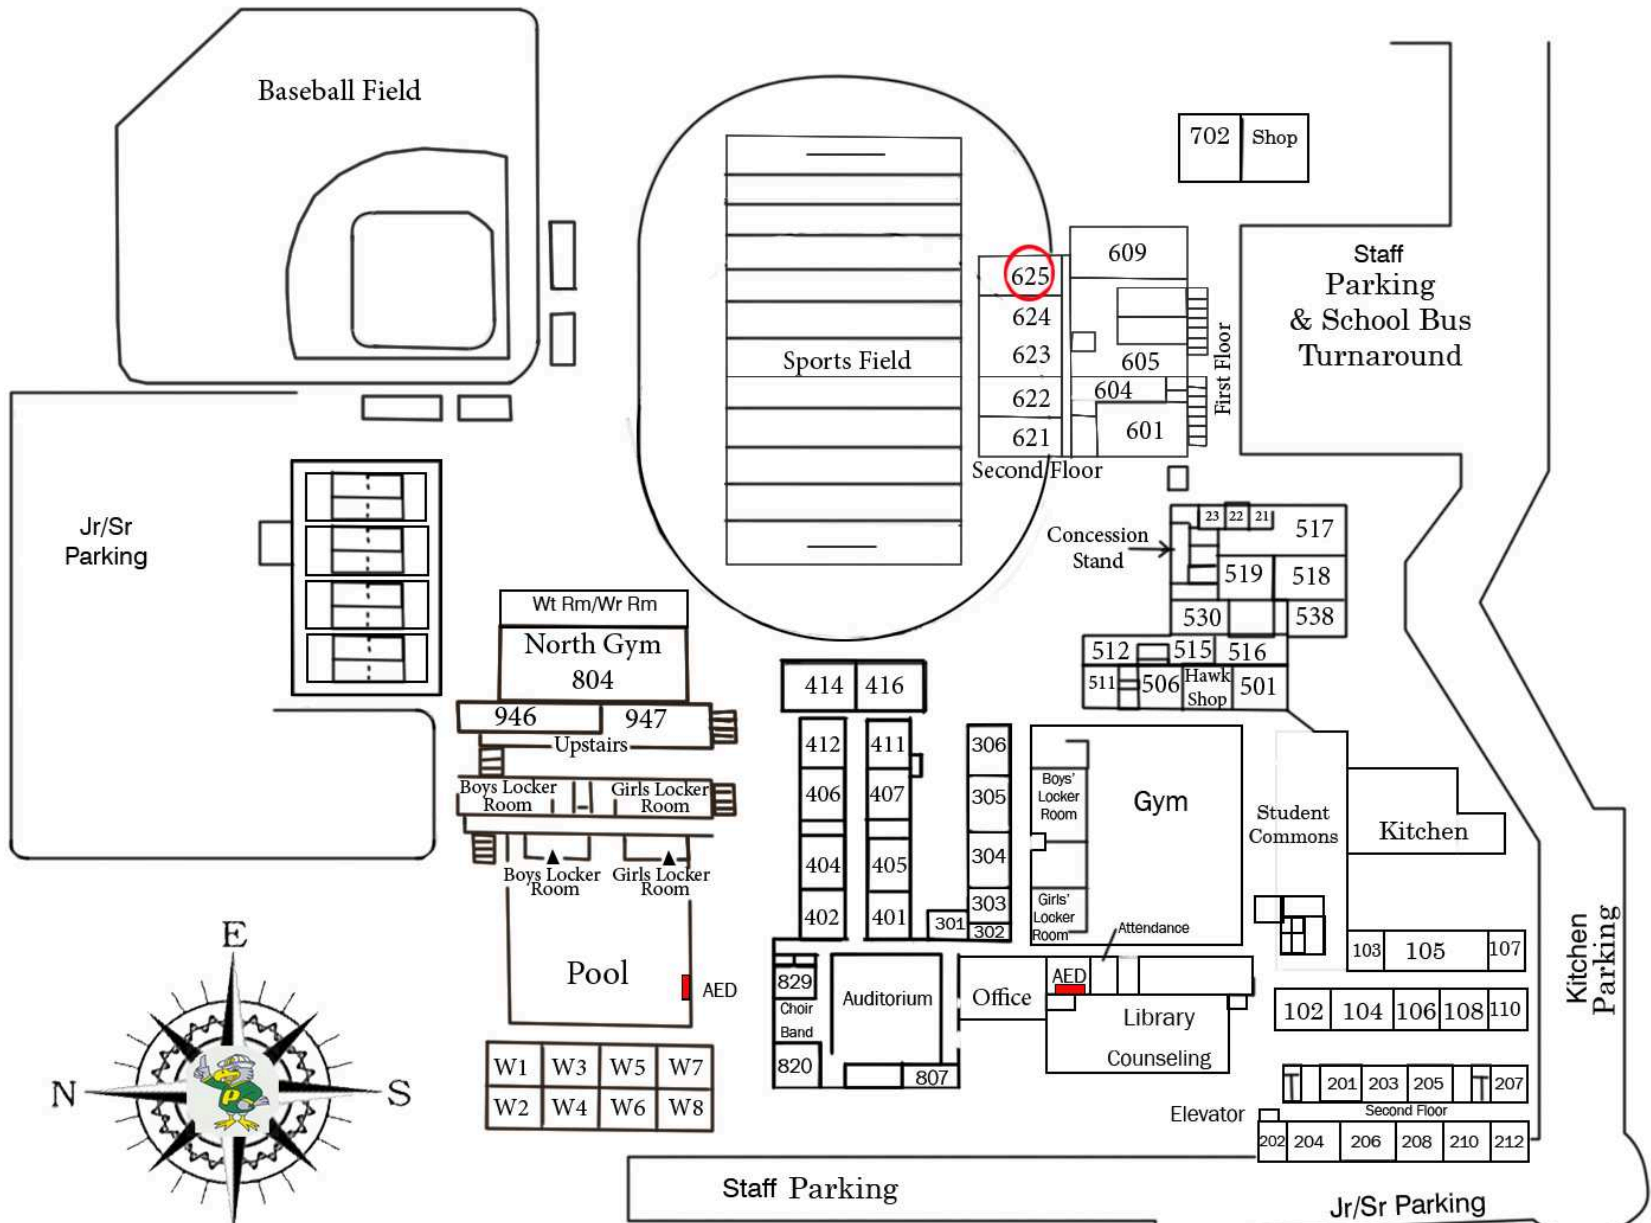 Baseball Field
702
Shop
Staff
Parking
& School Bus
Turnaround
625
609
624
623
605
Sports Field
First Floor
622
604
621
601
Second Floor
Jr/Sr
Parking
Concession
Stand
23
22
21
517
519
518
530
538
Wt Rm/Wr Rm
North Gym
804
512
515
516
511
506
Hawk
Shop
501
414
416
946
947
Upstairs
412
411
306
Boys Locker
Room
Girls Locker
Room
406
407
305
Boys'
Locker
Room
Gym
Student
Commons
Kitchen
404
405
304
Boys Locker
Room
Girls Locker
Room
402
401
301
303
302
Girls'
Locker
Room
Attendance
103
105
107
Kitchen
Parking
Pool
AED
829
Choir
Band
820
Auditorium
807
Office
AED
Library
Counseling
102
104
106
108
110
E
N
S
P
W1
W3
W5
W7
W2
W4
W6
W8
201
203
205
207
Second Floor
Elevator
202
204
206
208
210
212
Staff Parking
Jr/Sr Parking